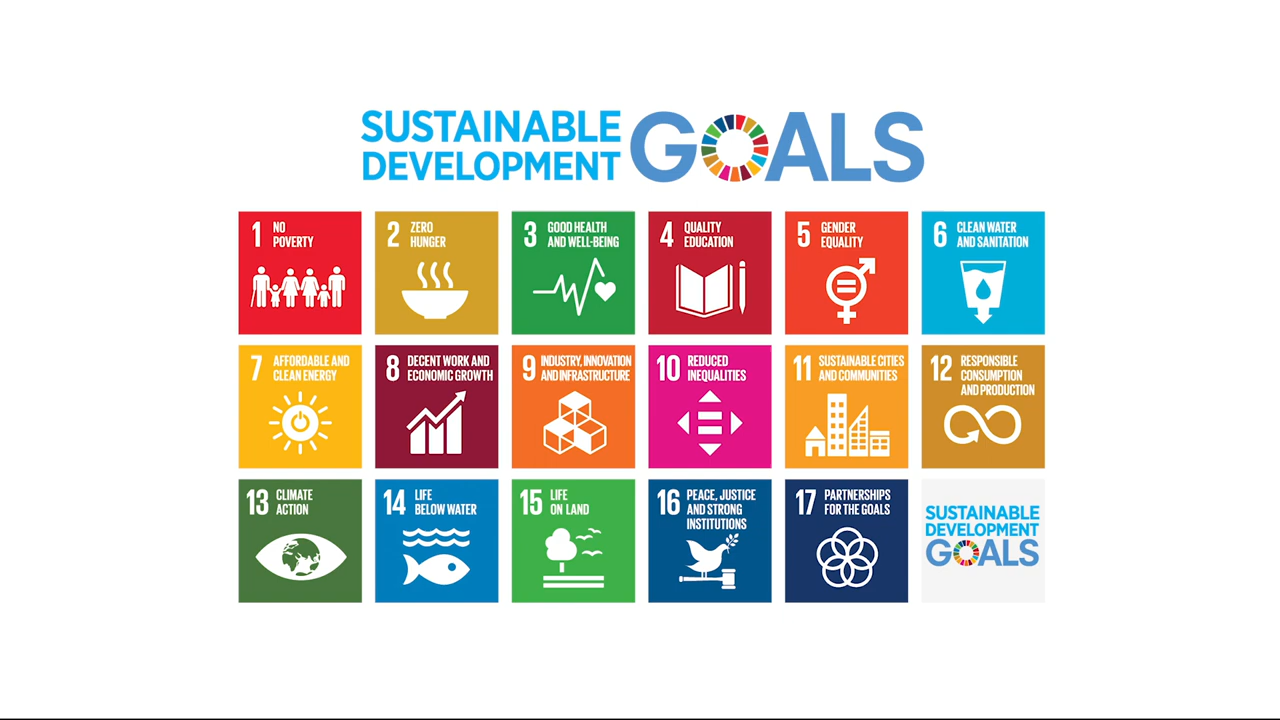 SUSTAINABLE
DEVELOPMENT
GOALS
1 NO
POVERTY
2 ZERO
HUNGER
3 GOOD HEALTH
AND WELL-BEING
4 QUALITY
EDUCATION
5 GENDER
EQUALITY
6 CLEAN WATER
AND SANITATION
7 AFFORDABLE AND
CLEAN ENERGY
8 DECENT WORK AND
ECONOMIC GROWTH
9 INDUSTRY, INNOVATION
AND INFRASTRUCTURE
10 REDUCED
INEQUALITIES
11 SUSTAINABLE CITIES
AND COMMUNITIES
12 RESPONSIBLE
CONSUMPTION
AND PRODUCTION
13 CLIMATE
ACTION
14 LIFE
BELOW WATER
15 LIFE
ON LAND
16 PEACE, JUSTICE
AND STRONG
INSTITUTIONS
17 PARTNERSHIPS
FOR THE GOALS
SUSTAINABLE
DEVELOPMENT
GOALS